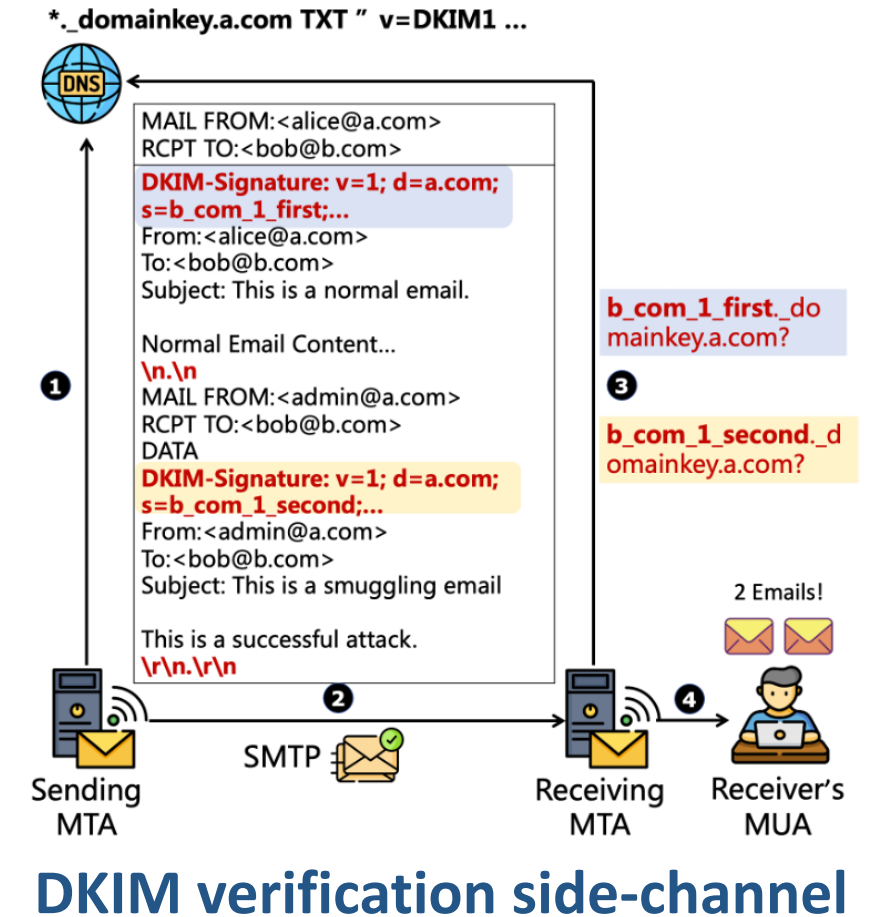 *._domainkey.a.com TXT ” v=DKIM1 ...
DNS
MAIL FROM:<alice@a.com>
RCPT TO:<bob@b.com>
DKIM-Signature: v=1; d=a.com;
s=b_com_1_first;...
From:<alice@a.com>
To:<bob@b.com>
Subject: This is a normal email.
Normal Email Content...
\n.\n
MAIL FROM:<admin@a.com>
RCPT TO:<bob@b.com>
DATA
DKIM-Signature: v=1; d=a.com;
s=b_com_1_second;...
From:<admin@a.com>
To:<bob@b.com>
Subject: This is a smuggling email
This is a successful attack.
\r\n.\r\n
1
b_com_1_first._do
mainkey.a.com?
3
b_com_1_second._d
omainkey.a.com?
2 Emails!
2
4
SMTP
Sending
MTA
Receiving
MTA
Receiver’s
MUA
DKIM verification side-channel